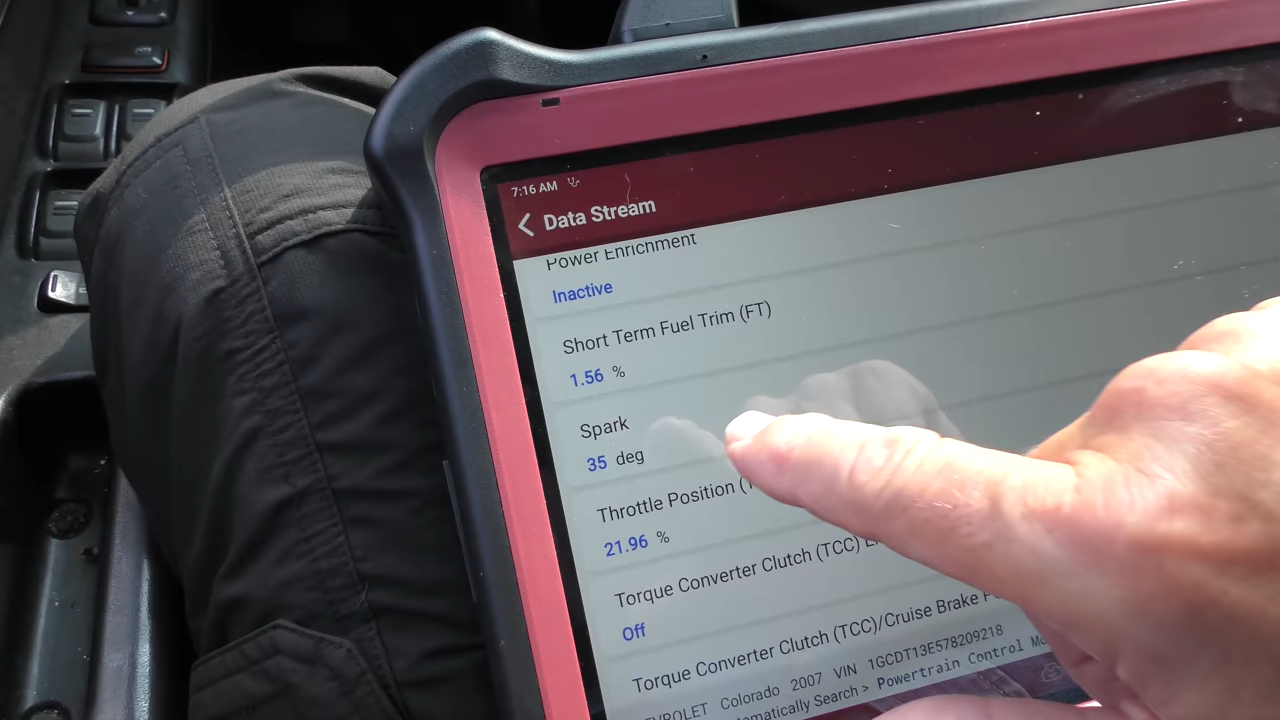 7:16 AM
Data Stream
Power Enrichment
Inactive
Short Term Fuel Trim (FT)
1.56 %
Spark
35 deg
Throttle Position (
21.96 %
Torque Converter Clutch (TCC)
Off
Torque Converter Clutch (TCC)/Cruise Brake
Colorado 2007 VIN 1GCDT13E578209218
Search > Powertrain Control